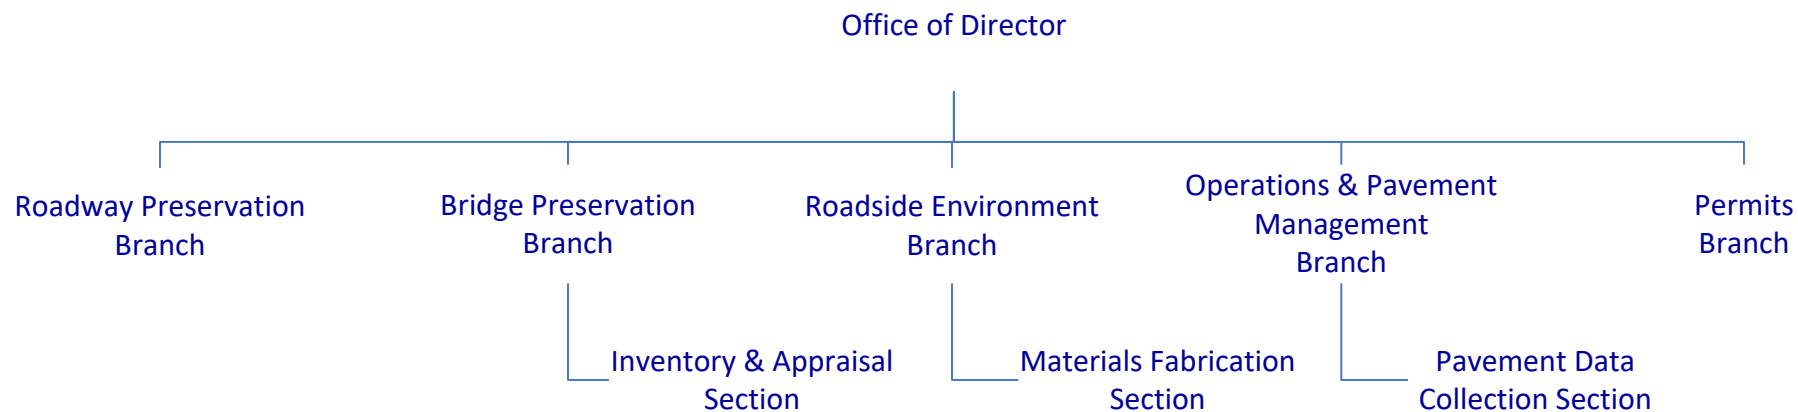 Office of Director
Roadway Preservation
Branch
Bridge Preservation
Branch
Roadside Environment
Branch
Operations & Pavement
Management
Branch
Permits
Branch
Inventory & Appraisal
Section
Materials Fabrication
Section
Pavement Data
Collection Section